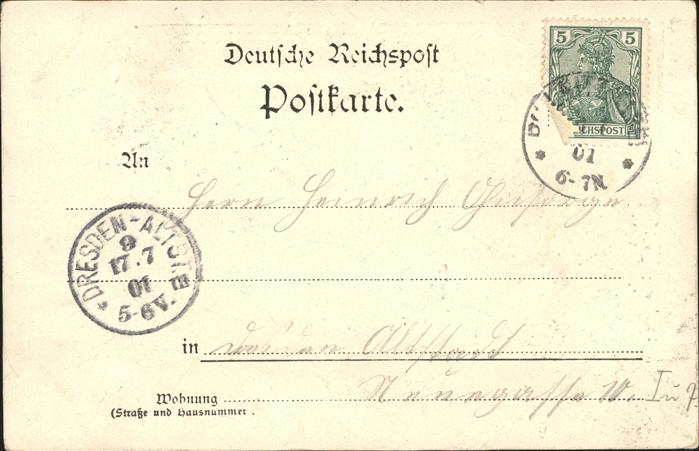 5 5
REICHSPOST
Deutsche Reichspost
Postkarte.
01
6-7N.
An
Herrn Heinrich
DRESDEN-ALTST.
9
17.7
01
5-6V.
in Dresden Altstadt
Wohnung Neuegasse
(Straße und Hausnummer.